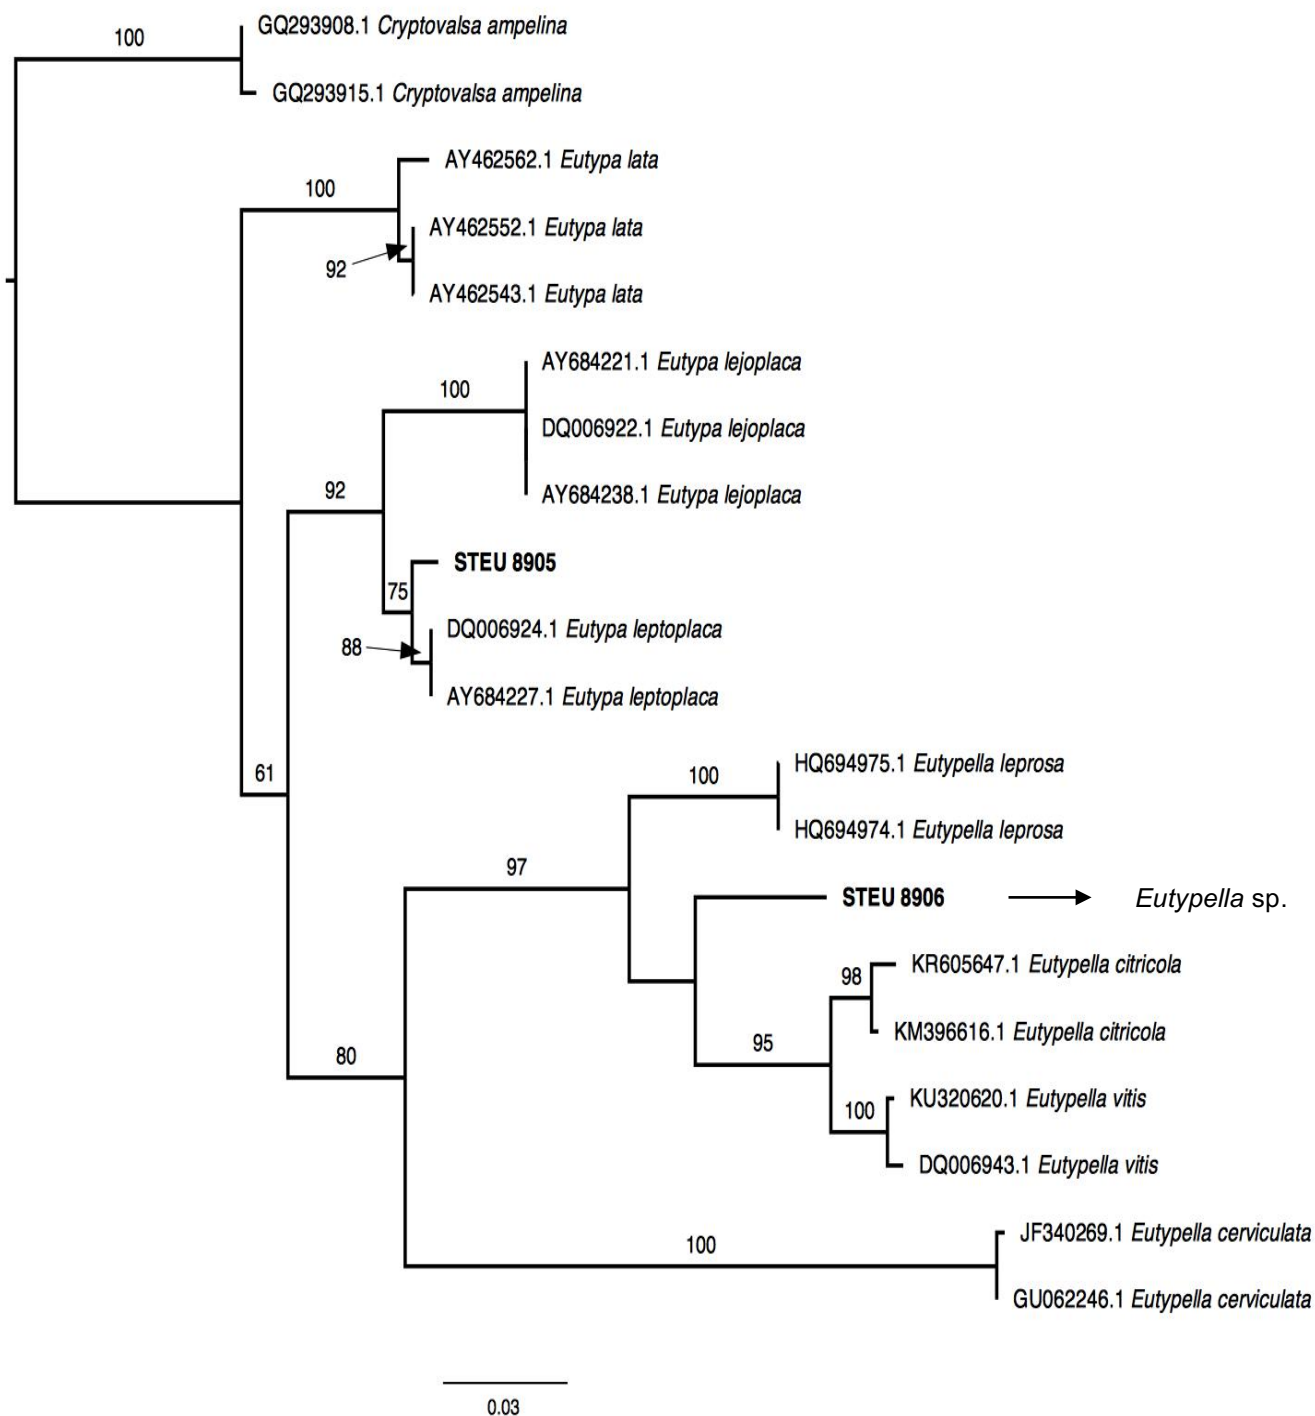 GQ293908.1 Cryptovalsa ampelina
100
GQ293915.1 Cryptovalsa ampelina
AY462562.1 Eutypa lata
100
AY462552.1 Eutypa lata
92
AY462543.1 Eutypa lata
AY684221.1 Eutypa lejoplaca
100
DQ006922.1 Eutypa lejoplaca
92
AY684238.1 Eutypa lejoplaca
STEU 8905
75
DQ006924.1 Eutypa leptoplaca
88
AY684227.1 Eutypa leptoplaca
61
HQ694975.1 Eutypella leprosa
100
HQ694974.1 Eutypella leprosa
97
STEU 8906
Eutypella sp.
KR605647.1 Eutypella citricola
98
KM396616.1 Eutypella citricola
95
80
KU320620.1 Eutypella vitis
100
DQ006943.1 Eutypella vitis
JF340269.1 Eutypella cerviculata
100
GU062246.1 Eutypella cerviculata
0.03